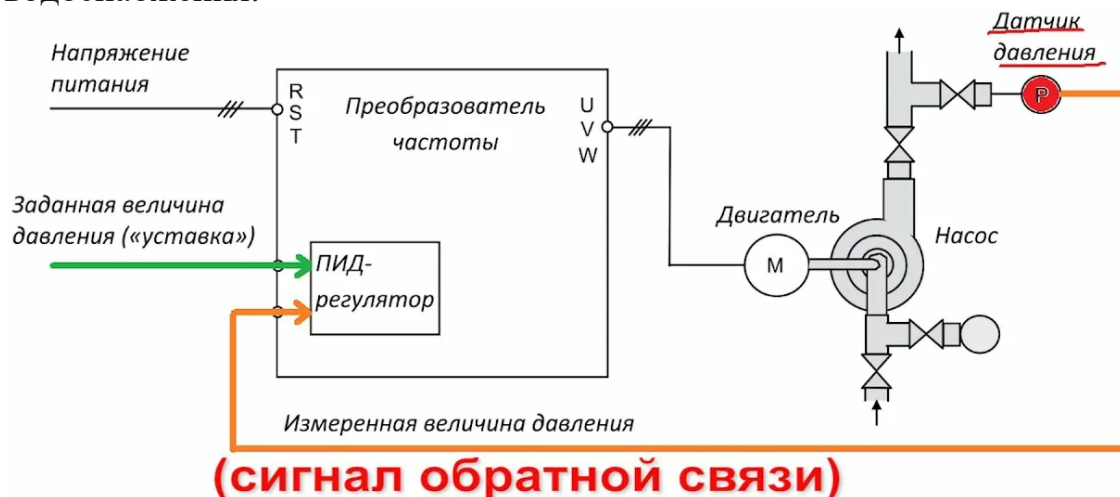 водоснабжения.
Датчик
давления
Напряжение
питания
R
S
T
Преобразователь
частоты
U
V
W
P
Заданная величина
давления («уставка»)
ПИД-
регулятор
Двигатель
M
Насос
Измеренная величина давления
(сигнал обратной связи)